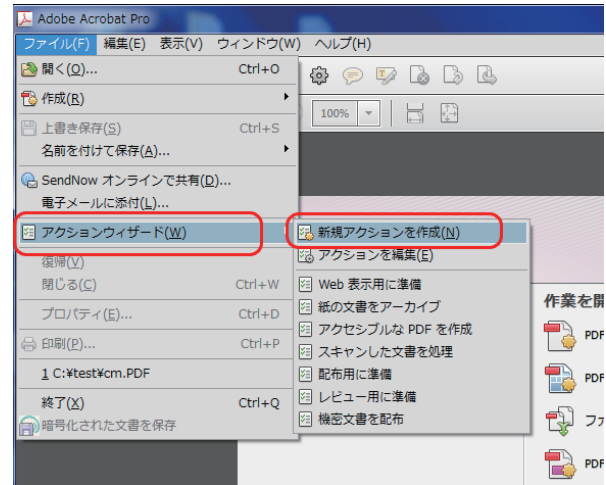 Adobe Acrobat Pro
ファイル(F) 編集(E) 表示(V) ウィンドウ(W) ヘルプ(H)
開く(O)... Ctrl+O
作成(R)
100%
上書き保存(S) Ctrl+S
名前を付けて保存(A)...
SendNow オンラインで共有(D)...
電子メールに添付(L)...
アクションウィザード(W)
新規アクションを作成(N)
アクションを編集(E)
復帰(V)
閉じる(C) Ctrl+W
Web 表示用に準備
紙の文書をアーカイブ
作業を開
プロパティ(E)... Ctrl+D
アクセシブルな PDF を作成
PDF
印刷(P)... Ctrl+P
スキャンした文書を処理
1 C:¥test¥cm.PDF
配布用に準備
PDF
レビュー用に準備
終了(X) Ctrl+Q
機密文書を配布
ファ
暗号化された文書を保存
PDF